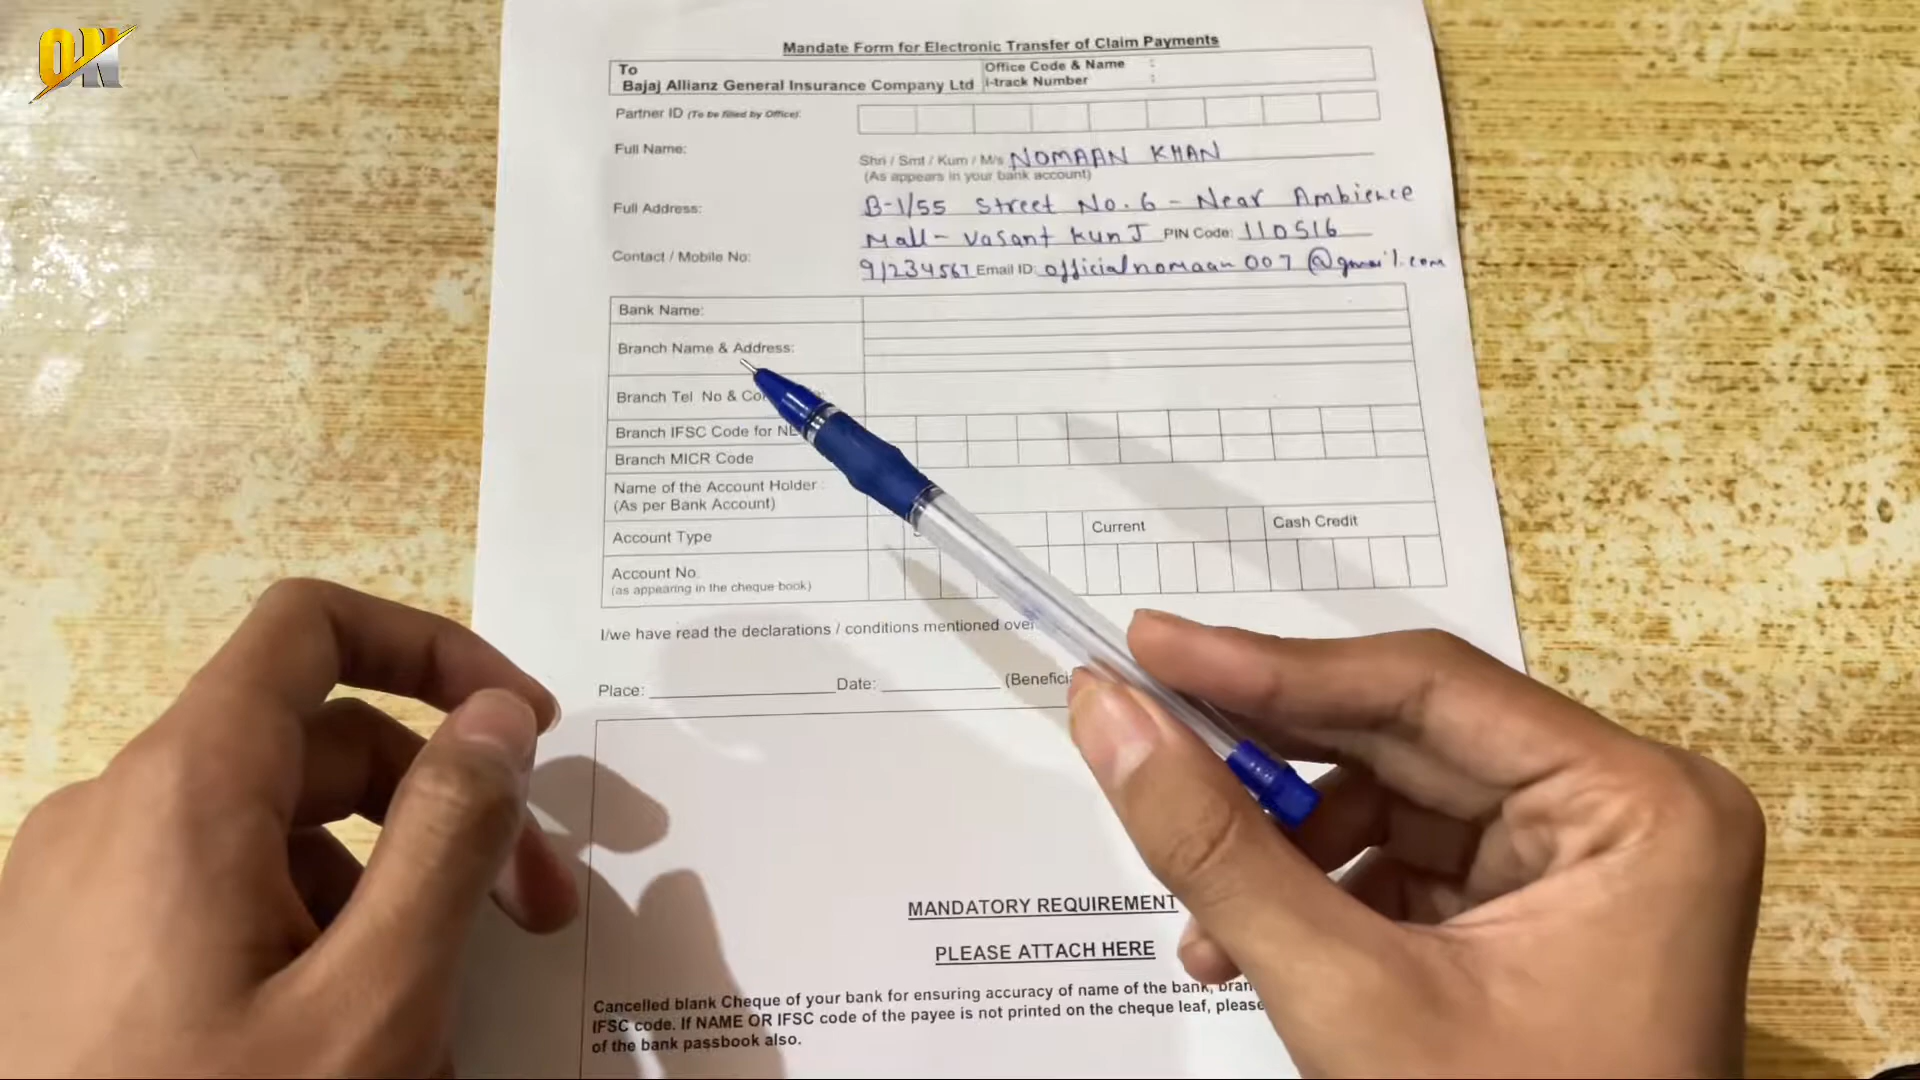 ON
Mandate Form for Electronic Transfer of Claim Payments
To
Bajaj Allianz General Insurance Company Ltd
Office Code & Name :
i-track Number :
Partner ID (To be filled by Office):
Full Name:
Shri / Smt / Kum / M/s NOMAAN KHAN
(As appears in your bank account)
Full Address:
B-1/55 Street No. 6 - Near Ambience
Mall - Vasant KunJ PIN Code: 110516
Contact / Mobile No:
91234567 Email ID: officialnomaan007@gmail.com
Bank Name:
Branch Name & Address:
Branch Tel No &
Branch IFSC Code for
Branch MICR Code
Name of the Account Holder :
(As per Bank Account)
Account Type
Current
Cash Credit
Account No.
(as appearing in the cheque book)
I/we have read the declarations / conditions mentioned
Place: Date:
MANDATORY REQUIREMENT
PLEASE ATTACH HERE
Cancelled blank Cheque of your bank for ensuring accuracy of name of the bank,
IFSC code. If NAME OR IFSC code of the payee is not printed on the cheque leaf, please
of the bank passbook also.